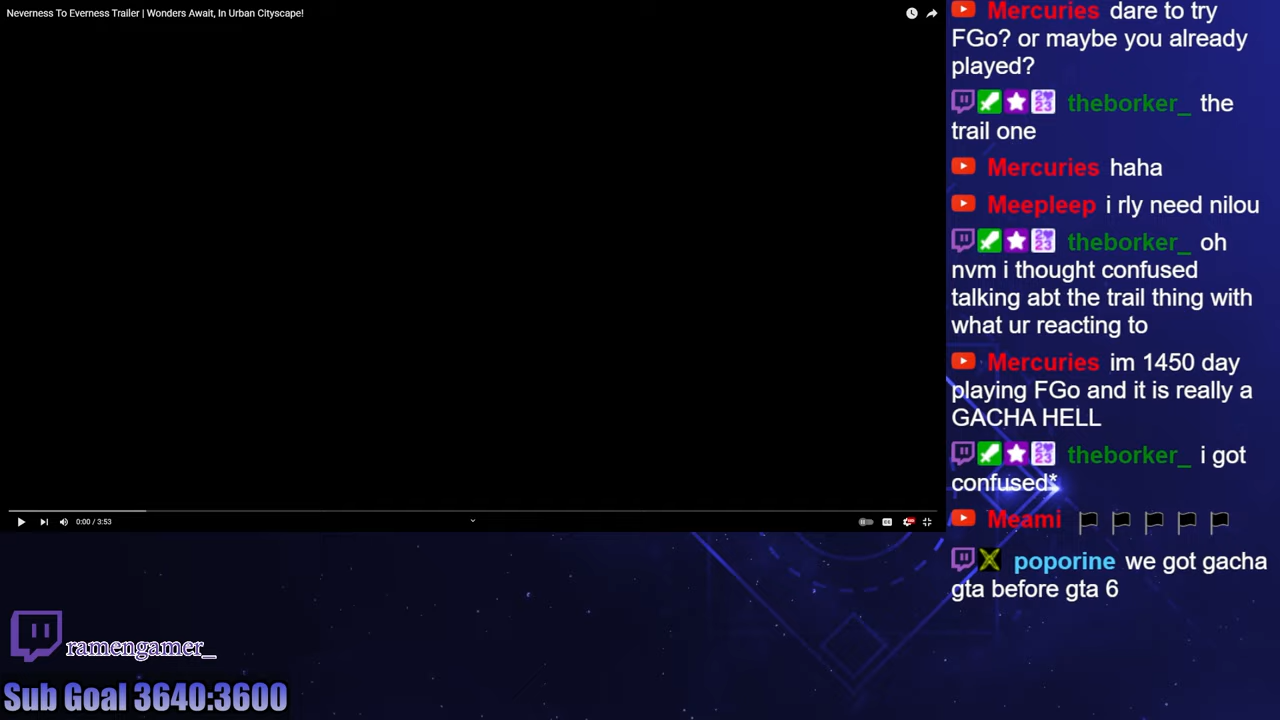 Neverness To Everness Trailer | Wonders Await, In Urban Cityscape!
0:00 / 3:53
ramengamer_
Sub Goal 3640:3600
Mercuries dare to try
FGo? or maybe you already
played?
theborker_ the
trail one
Mercuries haha
Meepleep i rly need nilou
theborker_ oh
nvm i thought confused
talking abt the trail thing with
what ur reacting to
Mercuries im 1450 day
playing FGo and it is really a
GACHA HELL
theborker_ i got
confused*
Meami
poporine we got gacha
gta before gta 6